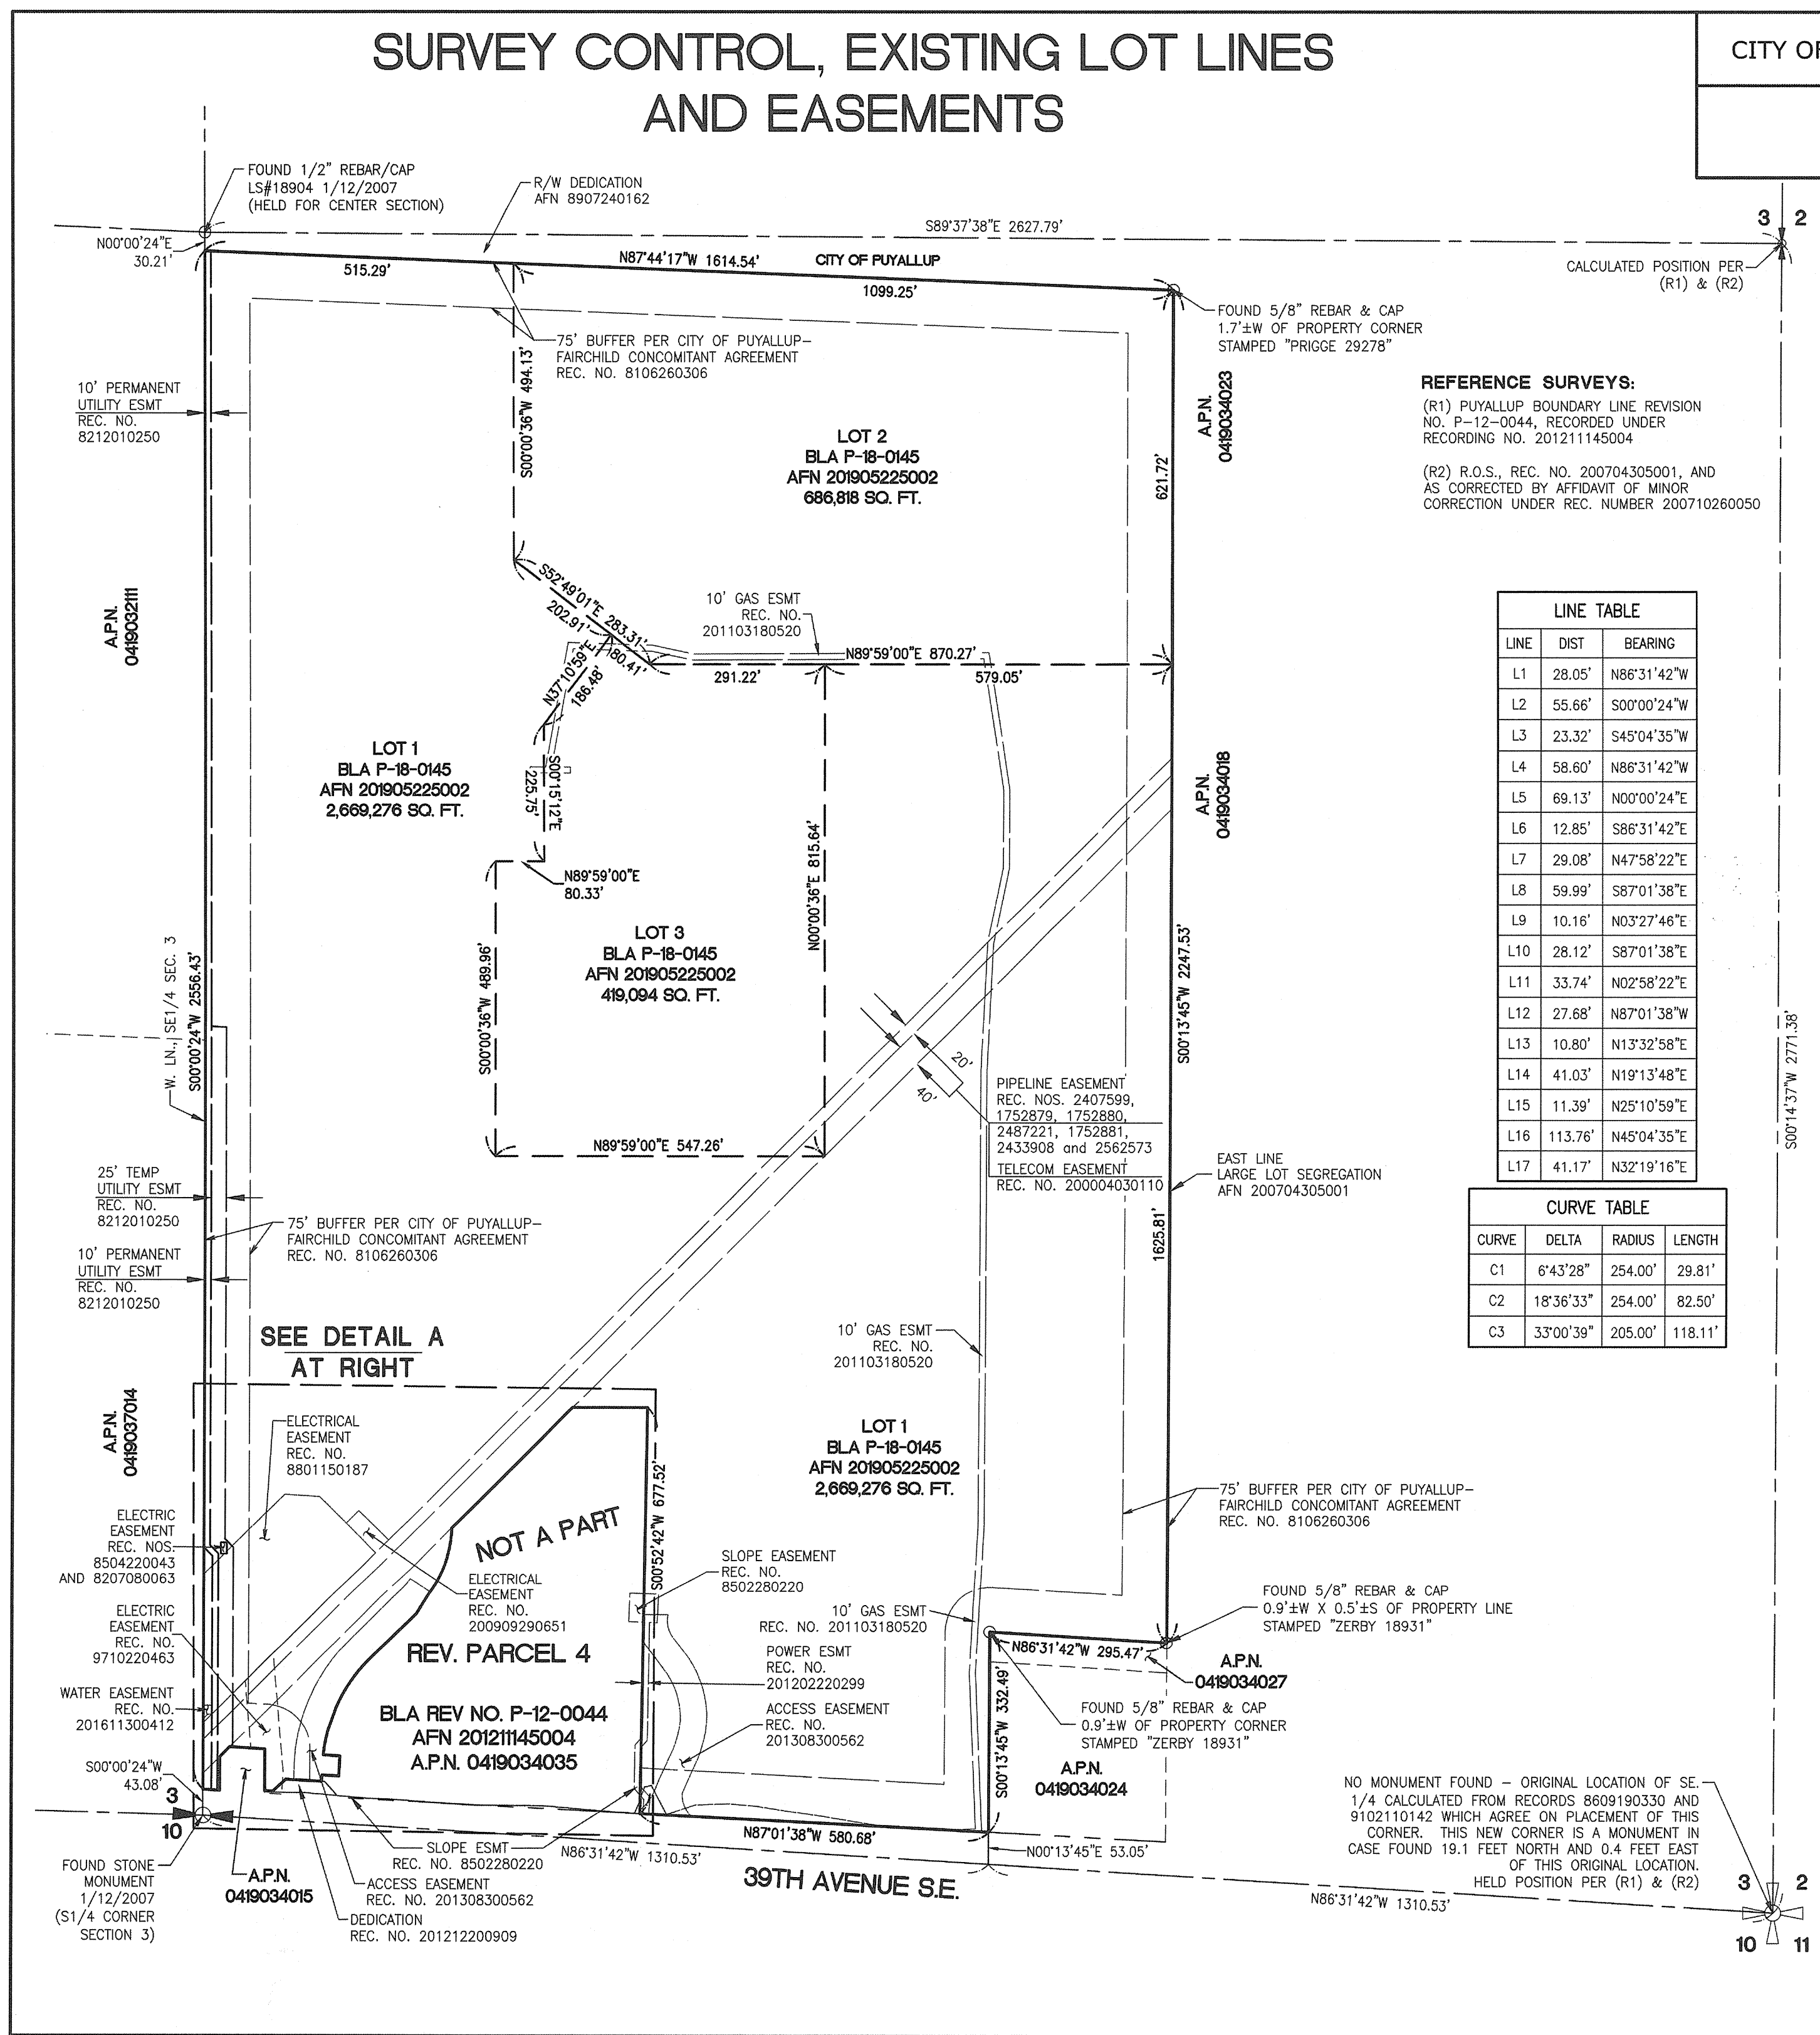 SURVEY CONTROL, EXISTING LOT LINES
AND EASEMENTS
FOUND 1/2" REBAR/CAP
LS#18904 1/12/2007
(HELD FOR CENTER SECTION)
R/W DEDICATION
AFN 8907240162
N00°00'24"E
30.21'
S89°37'38"E 2627.79'
3
2
CALCULATED POSITION PER
(R1) & (R2)
515.29'
N87°44'17"W 1614.54'
CITY OF PUYALLUP
1099.25'
FOUND 5/8" REBAR & CAP
1.7'±W OF PROPERTY CORNER
STAMPED "PRIGGE 29278"
75' BUFFER PER CITY OF PUYALLUP-
FAIRCHILD CONCOMITANT AGREEMENT
REC. NO. 8106260306
10' PERMANENT
UTILITY ESMT
REC. NO.
8212010250
S00°00'36"W 494.13'
A.P.N.
0419034023
REFERENCE SURVEYS:
(R1) PUYALLUP BOUNDARY LINE REVISION
NO. P-12-0044, RECORDED UNDER
RECORDING NO. 201211145004
(R2) R.O.S., REC. NO. 200704305001, AND
AS CORRECTED BY AFFIDAVIT OF MINOR
CORRECTION UNDER REC. NUMBER 200710260050
LOT 2
BLA P-18-0145
AFN 201905225002
686,818 SQ. FT.
621.72'
A.P.N.
0419032111
S52°49'01"E 283.31'
202.91'
80.41'
N37°10'59"E
186.48'
10' GAS ESMT
REC. NO.
201103180520
N89°59'00"E 870.27'
291.22'
579.05'
LOT 1
BLA P-18-0145
AFN 201905225002
2,669,276 SQ. FT.
S00°15'12"E
225.75'
N89°59'00"E
80.33'
N00°00'36"E 815.64'
A.P.N.
0419034018
LOT 3
BLA P-18-0145
AFN 201905225002
419,094 SQ. FT.
S00°00'36"W 489.96'
N89°59'00"E 547.26'
W. LN., SE1/4 SEC. 3
S00°00'24"W 2556.43'
S00°13'45"W 2247.53'
20'
40'
PIPELINE EASEMENT
REC. NOS. 2407599,
1752879, 1752880,
2487221, 1752881,
2433908 and 2562573
TELECOM EASEMENT
REC. NO. 200004030110
EAST LINE
LARGE LOT SEGREGATION
AFN 200704305001
1625.81'
S00°14'37"W 2771.38'
LINE TABLE
LINE DIST BEARING
L1 28.05' N86°31'42"W
L2 55.66' S00°00'24"W
L3 23.32' S45°04'35"W
L4 58.60' N86°31'42"W
L5 69.13' N00°00'24"E
L6 12.85' S86°31'42"E
L7 29.08' N47°58'22"E
L8 59.99' S87°01'38"E
L9 10.16' N03°27'46"E
L10 28.12' S87°01'38"E
L11 33.74' N02°58'22"E
L12 27.68' N87°01'38"W
L13 10.80' N13°32'58"E
L14 41.03' N19°13'48"E
L15 11.39' N25°10'59"E
L16 113.76' N45°04'35"E
L17 41.17' N32°19'16"E
CURVE TABLE
CURVE DELTA RADIUS LENGTH
C1 6°43'28" 254.00' 29.81'
C2 18°36'33" 254.00' 82.50'
C3 33°00'39" 205.00' 118.11'
25' TEMP
UTILITY ESMT
REC. NO.
8212010250
10' PERMANENT
UTILITY ESMT
REC. NO.
8212010250
75' BUFFER PER CITY OF PUYALLUP-
FAIRCHILD CONCOMITANT AGREEMENT
REC. NO. 8106260306
SEE DETAIL A
AT RIGHT
10' GAS ESMT
REC. NO.
201103180520
A.P.N.
0419037014
ELECTRICAL
EASEMENT
REC. NO.
8801150187
LOT 1
BLA P-18-0145
AFN 201905225002
2,669,276 SQ. FT.
75' BUFFER PER CITY OF PUYALLUP-
FAIRCHILD CONCOMITANT AGREEMENT
REC. NO. 8106260306
ELECTRIC
EASEMENT
REC. NOS.
8504220043
AND 8207080063
NOT A PART
S00°52'42"W 677.52'
SLOPE EASEMENT
REC. NO.
8502280220
ELECTRICAL
EASEMENT
REC. NO.
200909290651
10' GAS ESMT
REC. NO. 201103180520
FOUND 5/8" REBAR & CAP
0.9'±W X 0.5'±S OF PROPERTY LINE
STAMPED "ZERBY 18931"
ELECTRIC
EASEMENT
REC. NO.
9710220463
REV. PARCEL 4
BLA REV NO. P-12-0044
AFN 201211145004
A.P.N. 0419034035
POWER ESMT
REC. NO.
201202220299
ACCESS EASEMENT
REC. NO.
201308300562
N86°31'42"W 295.47'
A.P.N.
0419034027
S00°13'45"W 332.49'
FOUND 5/8" REBAR & CAP
0.9'±W OF PROPERTY CORNER
STAMPED "ZERBY 18931"
A.P.N.
0419034024
WATER EASEMENT
REC. NO.
201611300412
S00°00'24"W
43.08'
3
10
NO MONUMENT FOUND - ORIGINAL LOCATION OF SE.
1/4 CALCULATED FROM RECORDS 8609190330 AND
9102110142 WHICH AGREE ON PLACEMENT OF THIS
CORNER. THIS NEW CORNER IS A MONUMENT IN
CASE FOUND 19.1 FEET NORTH AND 0.4 FEET EAST
OF THIS ORIGINAL LOCATION.
HELD POSITION PER (R1) & (R2)
FOUND STONE
MONUMENT
1/12/2007
(S1/4 CORNER
SECTION 3)
A.P.N.
0419034015
SLOPE ESMT
REC. NO. 8502280220
ACCESS EASEMENT
REC. NO. 201308300562
DEDICATION
REC. NO. 201212200909
N87°01'38"W 580.68'
N86°31'42"W 1310.53'
39TH AVENUE S.E.
N00°13'45"E 53.05'
N86°31'42"W 1310.53'
3
2
10
11